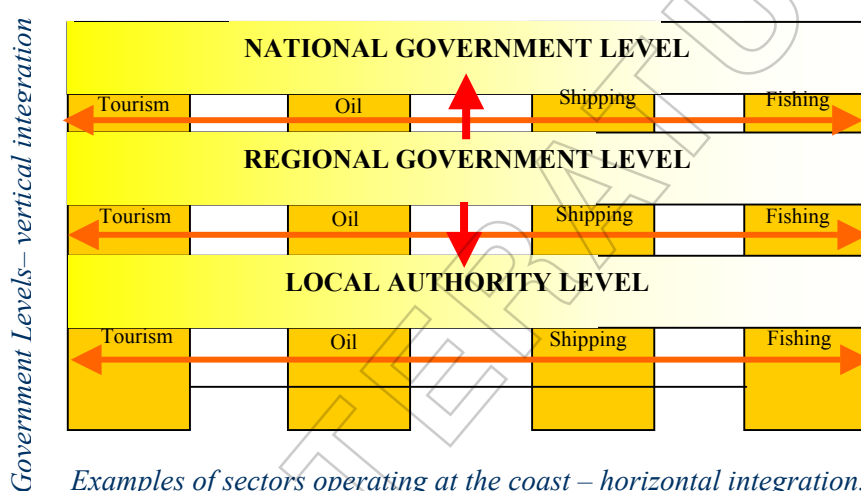 Government Levels– vertical integration
NATIONAL GOVERNMENT LEVEL
Tourism Oil Shipping Fishing
REGIONAL GOVERNMENT LEVEL
Tourism Oil Shipping Fishing
LOCAL AUTHORITY LEVEL
Tourism Oil Shipping Fishing
Examples of sectors operating at the coast – horizontal integration.
TERATU